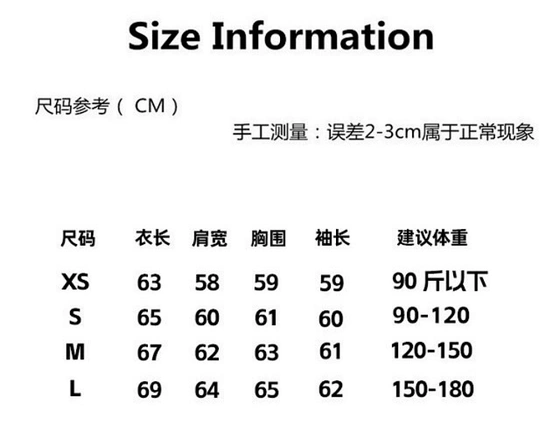 Size Information
尺码参考（ CM ）
手工测量：误差2-3cm属于正常现象
尺码 衣长 肩宽 胸围 袖长 建议体重
XS 63 58 59 59 90 斤以下
S 65 60 61 60 90-120
M 67 62 63 61 120-150
L 69 64 65 62 150-180